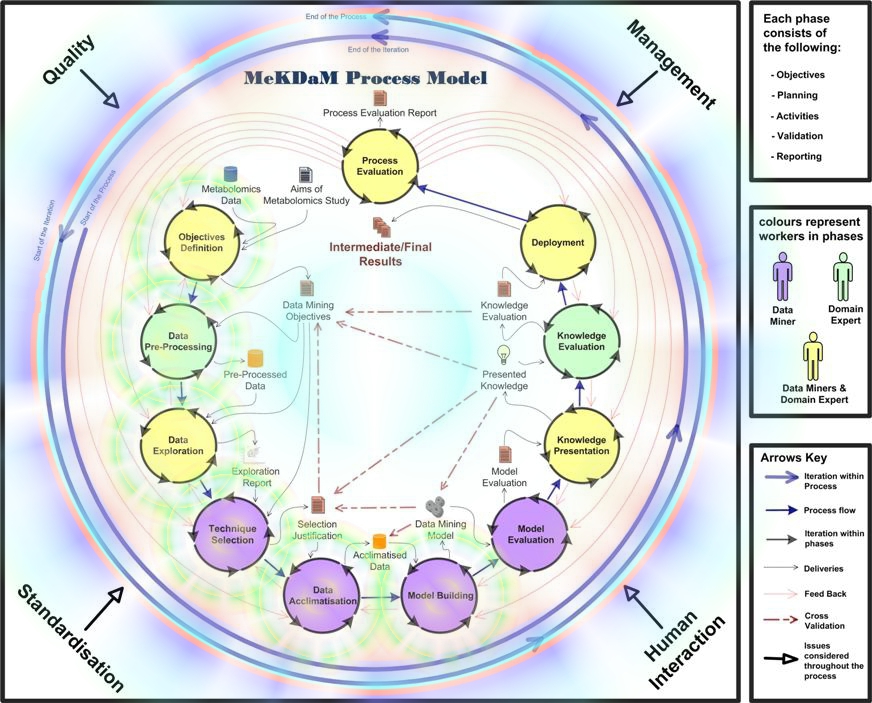 End of the Process
End of the Iteration
Quality
Management
MeKDaM Process Model
Process Evaluation Report
Process
Evaluation
Start of the Process
Start of the Iteration
Metabolomics
Data
Aims of
Metabolomics Study
Intermediate/Final
Results
Objectives
Definition
Deployment
Data Mining
Objectives
Knowledge
Evaluation
Data
Pre-Processing
Knowledge
Evaluation
Pre-Processed
Data
Presented
Knowledge
Data
Exploration
Knowledge
Presentation
Exploration
Report
Model
Evaluation
Technique
Selection
Selection
Justification
Data Mining
Model
Model
Evaluation
Acclimatised
Data
Data
Acclimatisation
Model Building
Standardisation
Human
Interaction
Each phase
consists of
the following:
- Objectives
- Planning
- Activities
- Validation
- Reporting
colours represent
workers in phases
Data
Miner
Domain
Expert
Data Miners &
Domain Expert
Arrows Key
Iteration within
Process
Process flow
Iteration within
phases
Deliveries
Feed Back
Cross
Validation
Issues
considered
throughout the
process